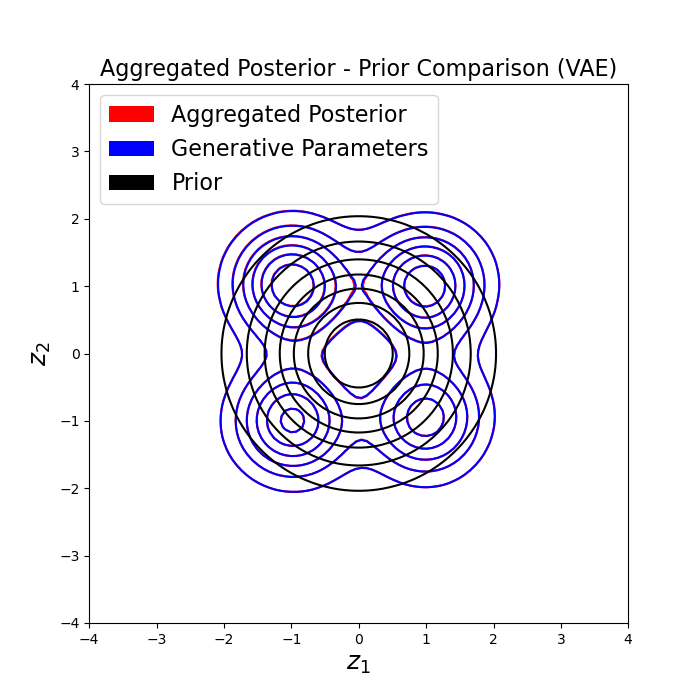 Aggregated Posterior - Prior Comparison (VAE)
Aggregated Posterior
Generative Parameters
Prior
4
3
2
1
0
−1
−2
−3
−4
z2
−4 −3 −2 −1 0 1 2 3 4
z1